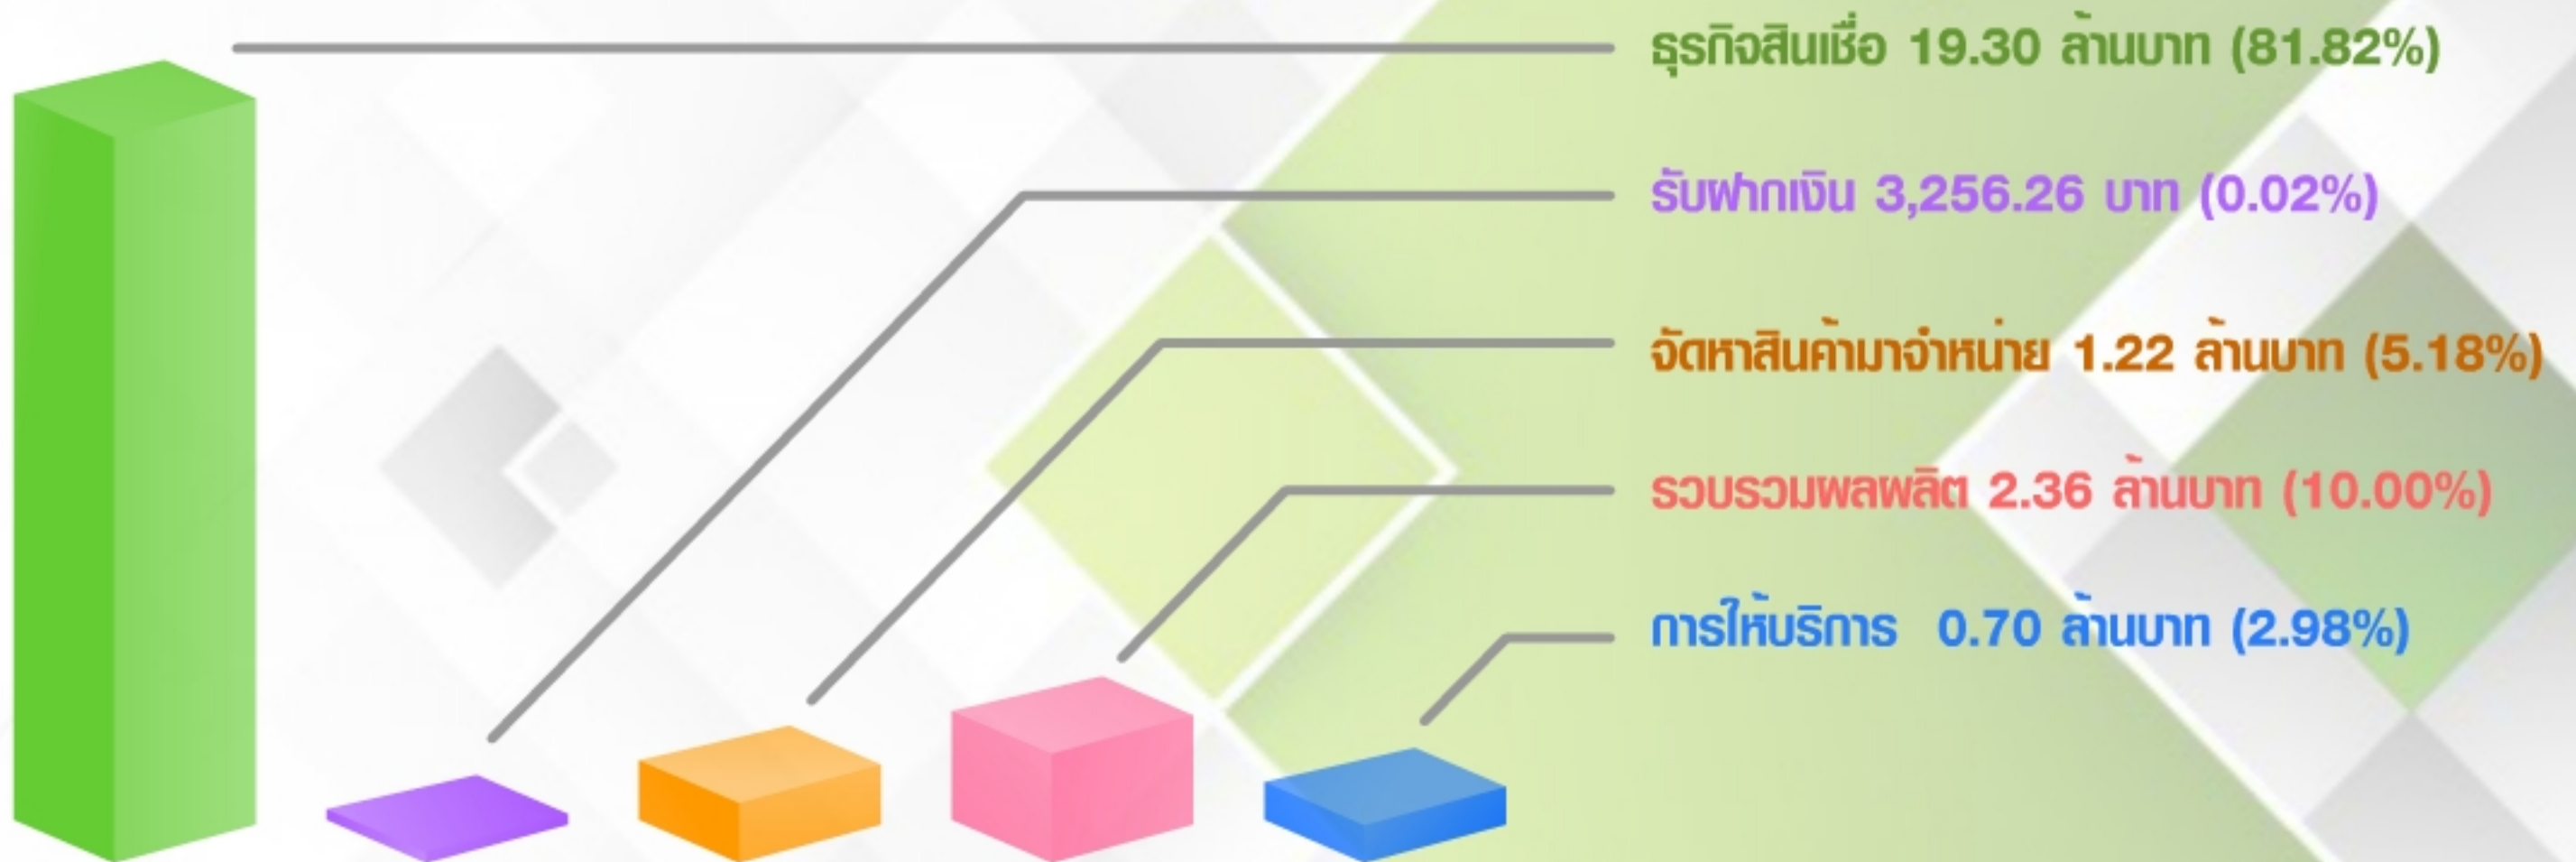 ธุรกิจสินเชื่อ 19.30 ล้านบาท (81.82%)
รับฝากเงิน 3,256.26 บาท (0.02%)
จัดหาสินค้ามาจำหน่าย 1.22 ล้านบาท (5.18%)
รวบรวมผลผลิต 2.36 ล้านบาท (10.00%)
การให้บริการ 0.70 ล้านบาท (2.98%)